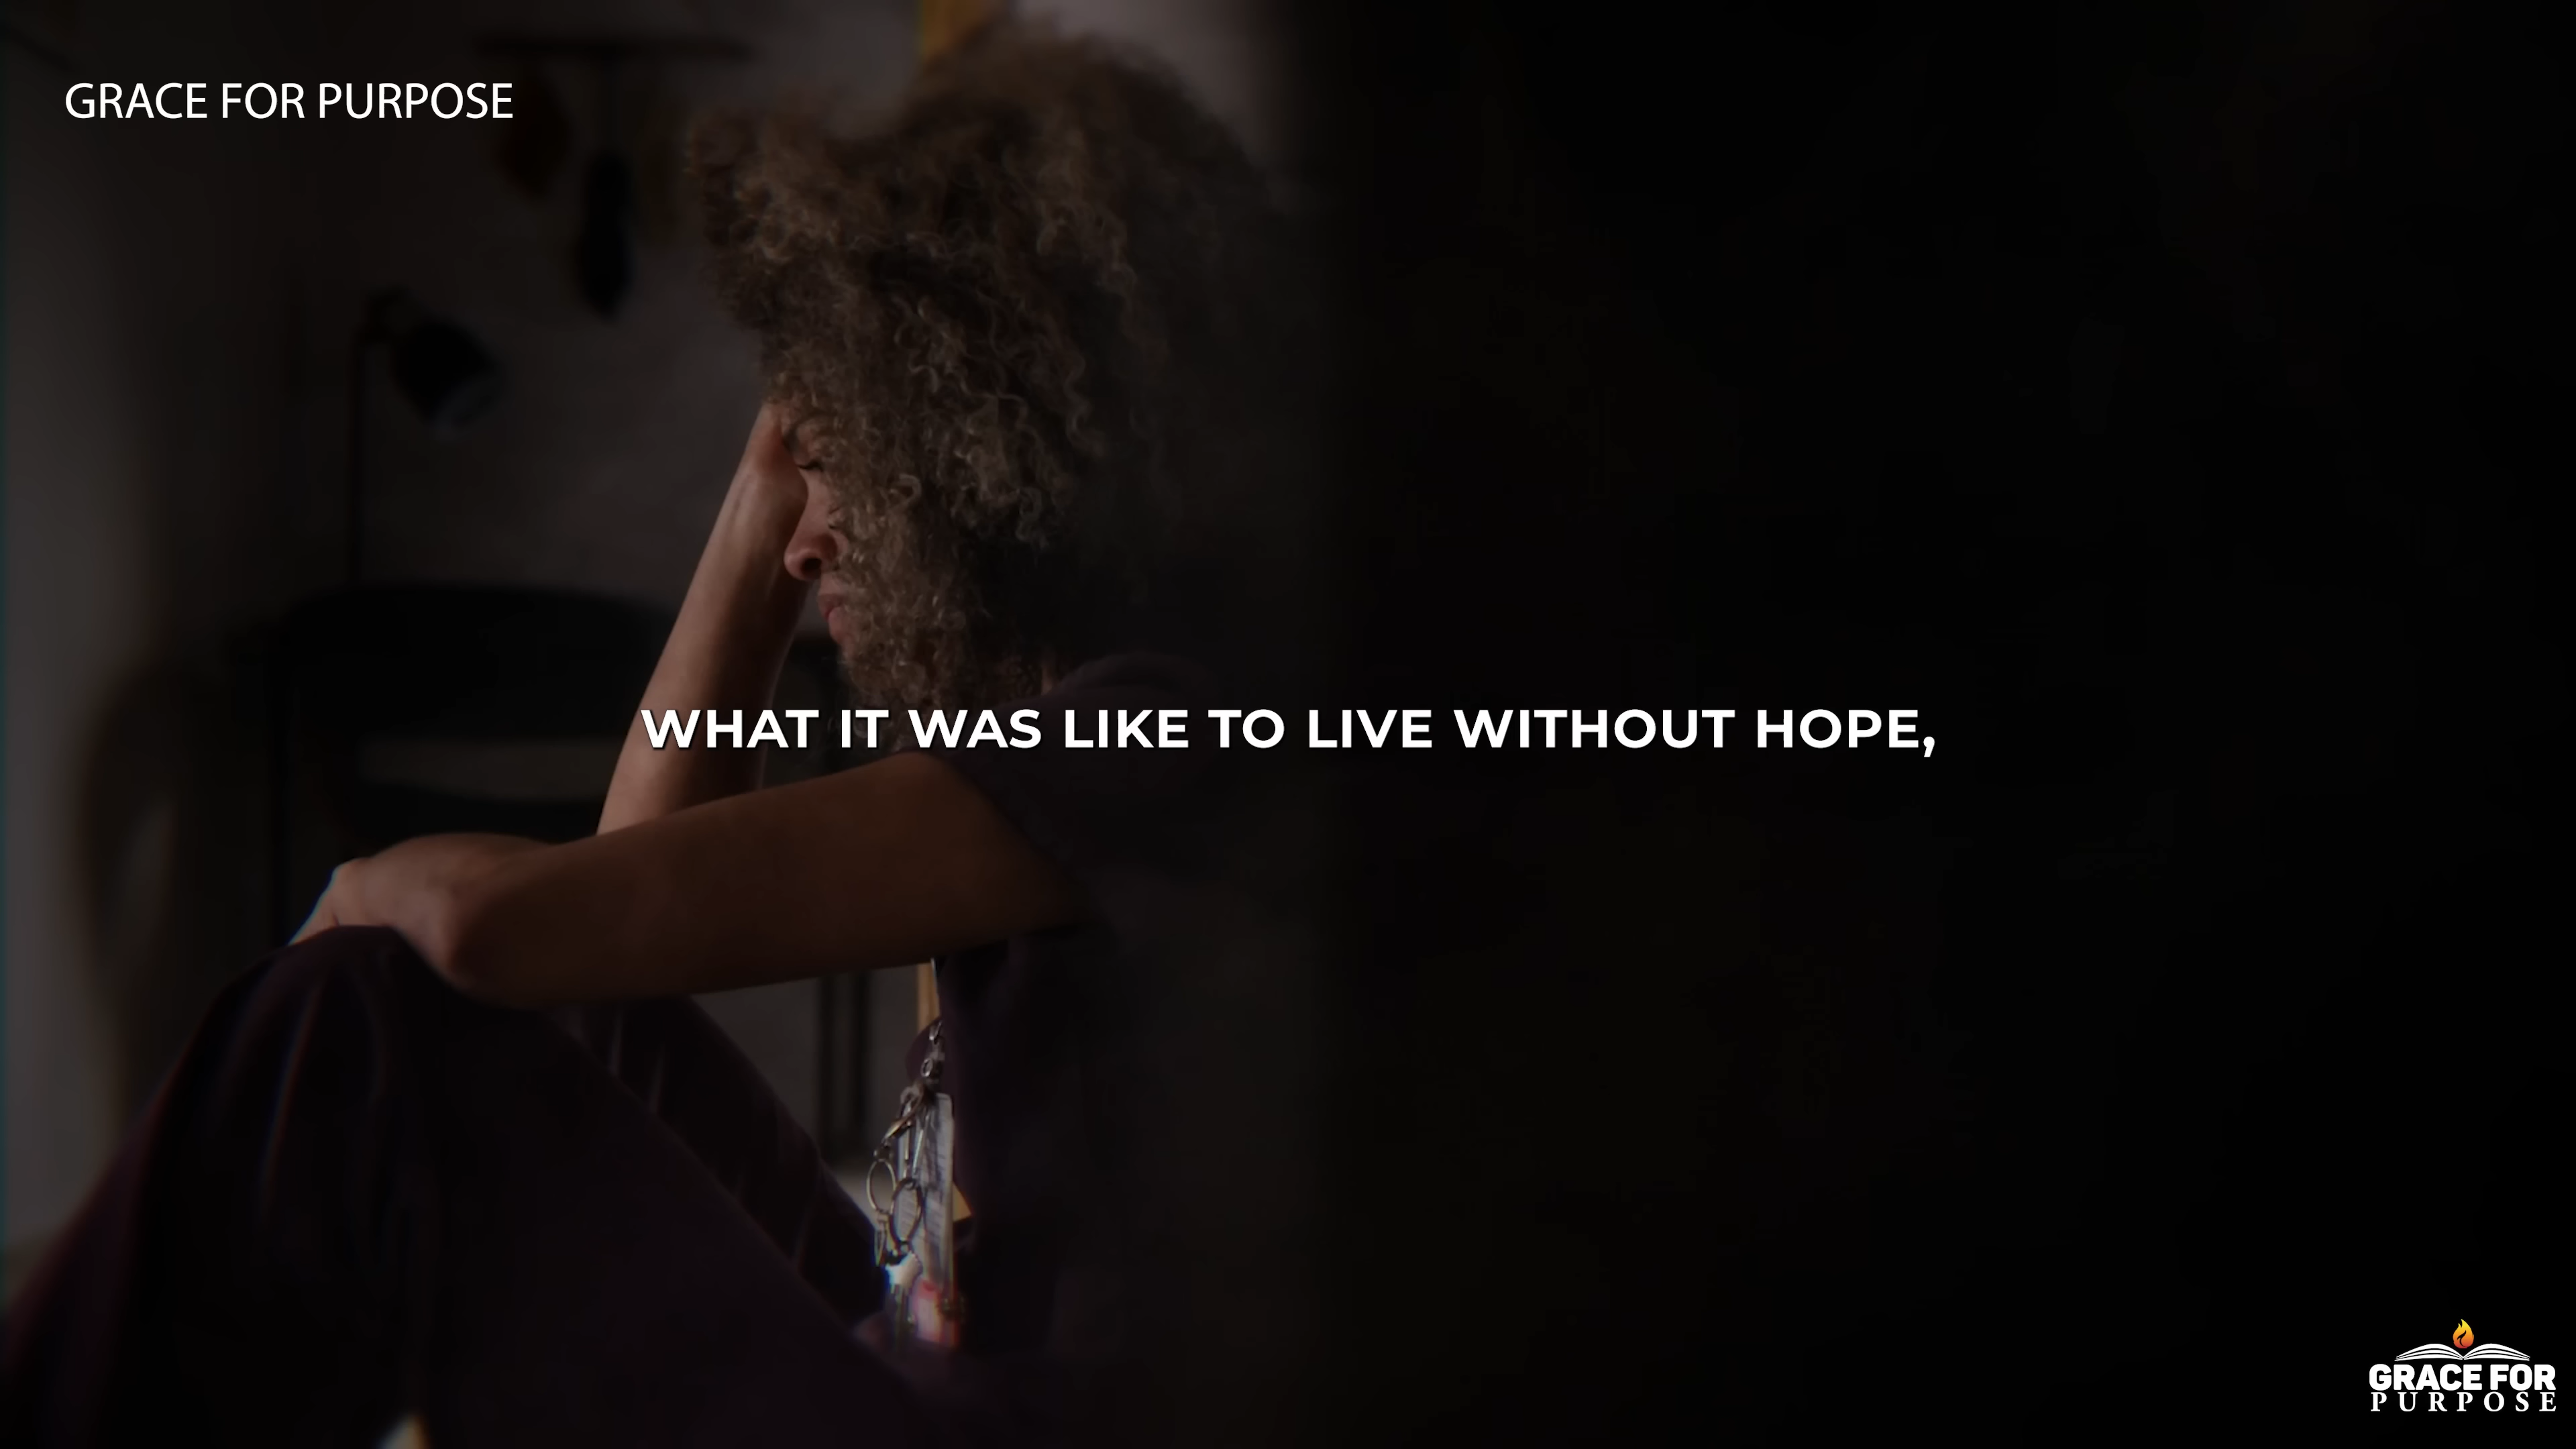 GRACE FOR PURPOSE
WHAT IT WAS LIKE TO LIVE WITHOUT HOPE,
GRACE FOR
PURPOSE